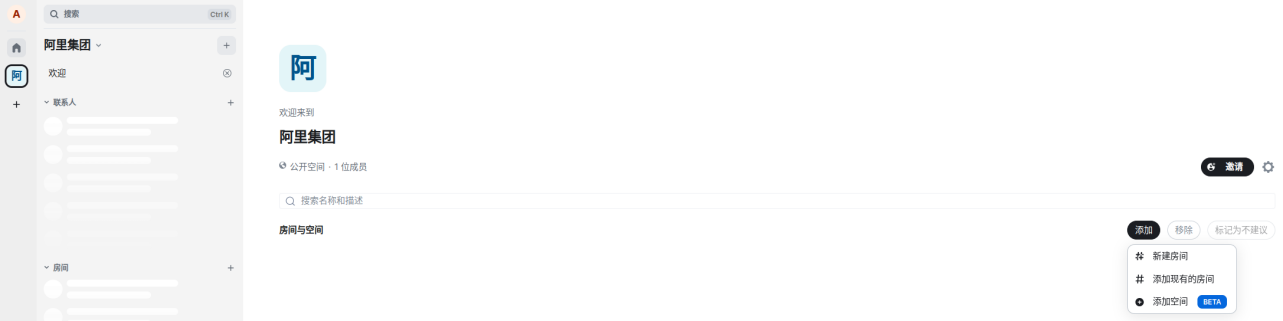 A
搜索
Ctrl K
阿里集团
+
欢迎
阿
+
联系人
+
房间
+
阿
欢迎来到
阿里集团
公开空间 · 1 位成员
邀请
搜索名称和描述
房间与空间
添加
移除
标记为不建议
新建房间
添加现有的房间
添加空间 BETA